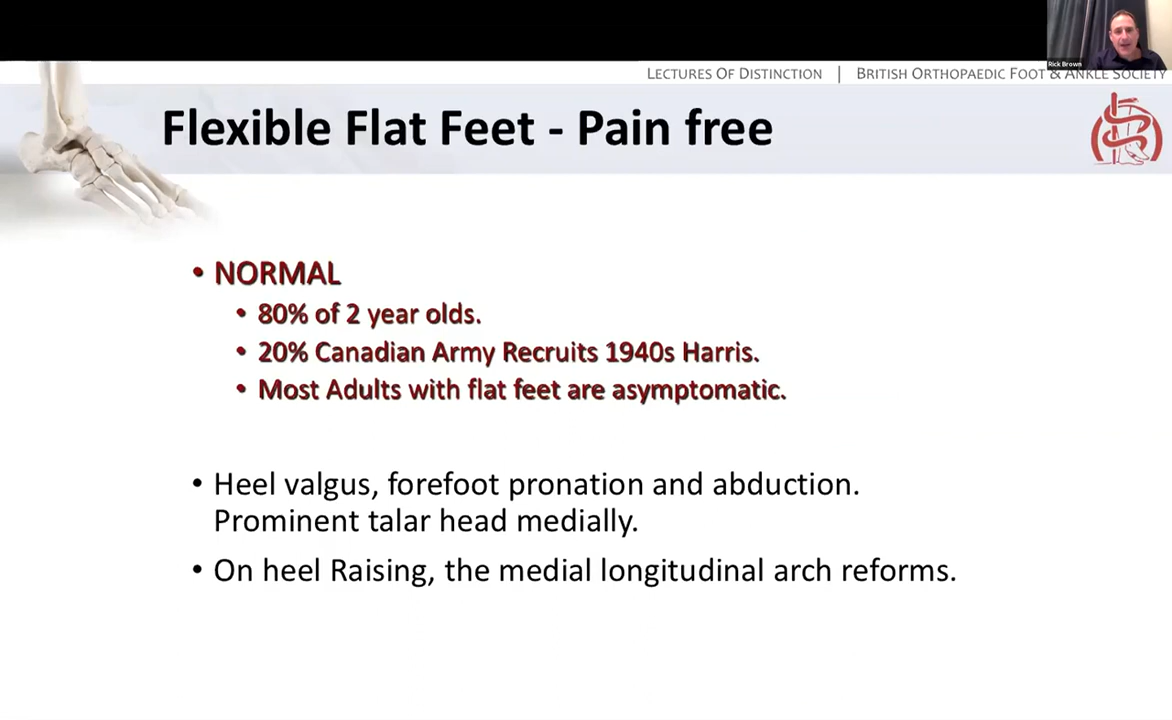 Rick Brown
LECTURES OF DISTINCTION | BRITISH ORTHOPAEDIC FOOT & ANKLE SOCIETY
Flexible Flat Feet - Pain free
• NORMAL
• 80% of 2 year olds.
• 20% Canadian Army Recruits 1940s Harris.
• Most Adults with flat feet are asymptomatic.
• Heel valgus, forefoot pronation and abduction.
Prominent talar head medially.
• On heel Raising, the medial longitudinal arch reforms.